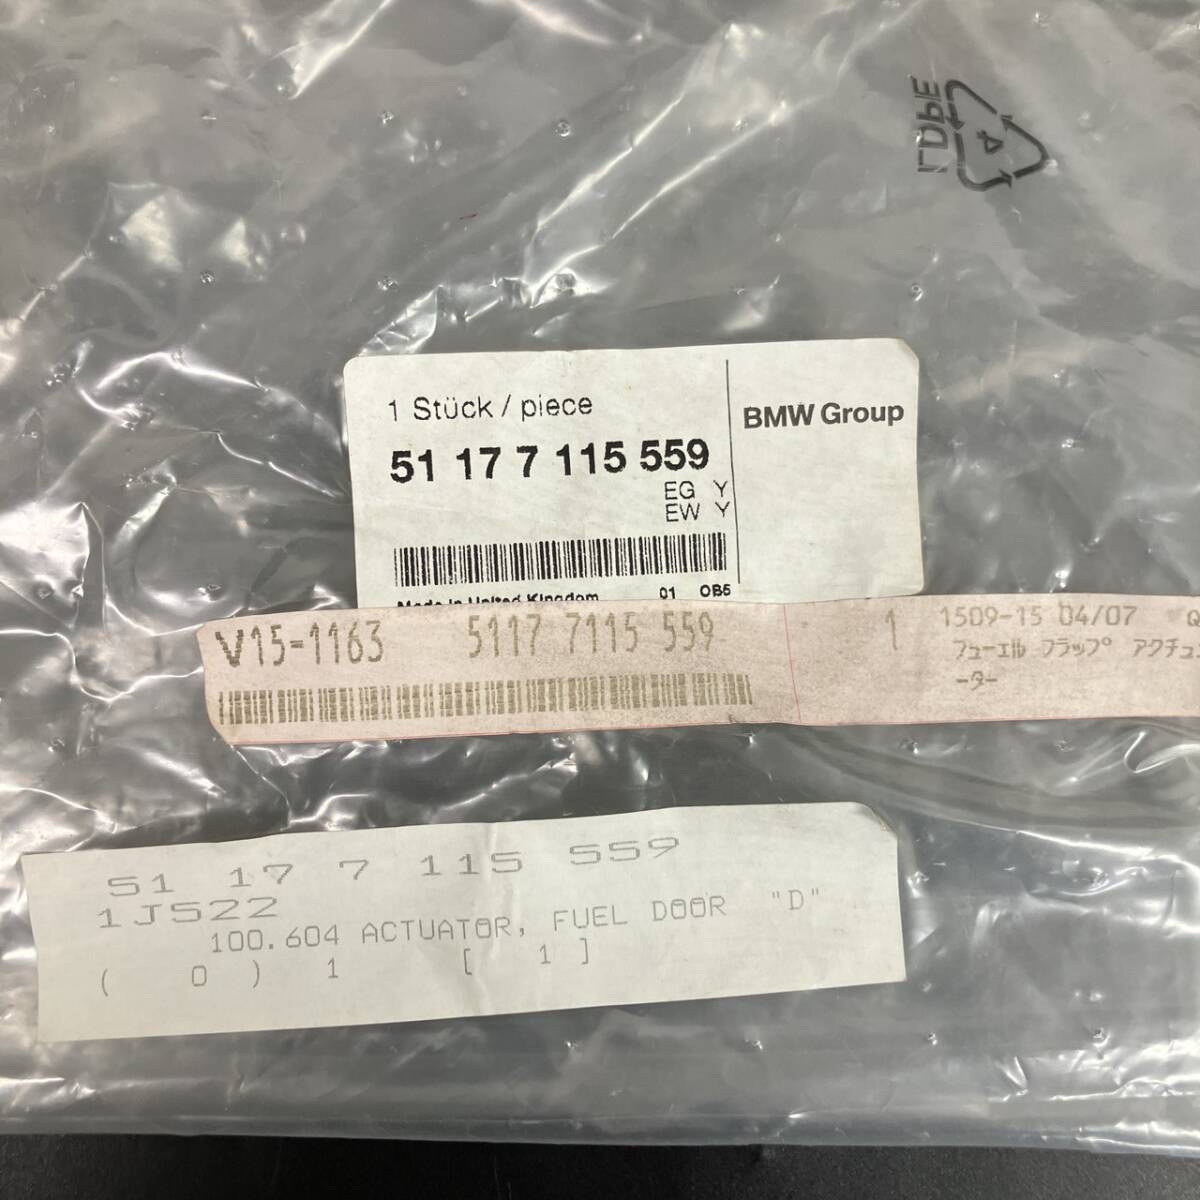 LDPE
4
1 Stück / piece
51 17 7 115 559
EG Y
EW Y
BMW Group
Made in United Kingdom 01 OB5
V15-1163 5117 7115 559 1
1509-15 04/07
フューエル フラップ アクチュエ
-ター
51 17 7 115 559
1J522
100.604 ACTUATOR, FUEL DOOR "D"
( 0 ) 1 [ 1 ]